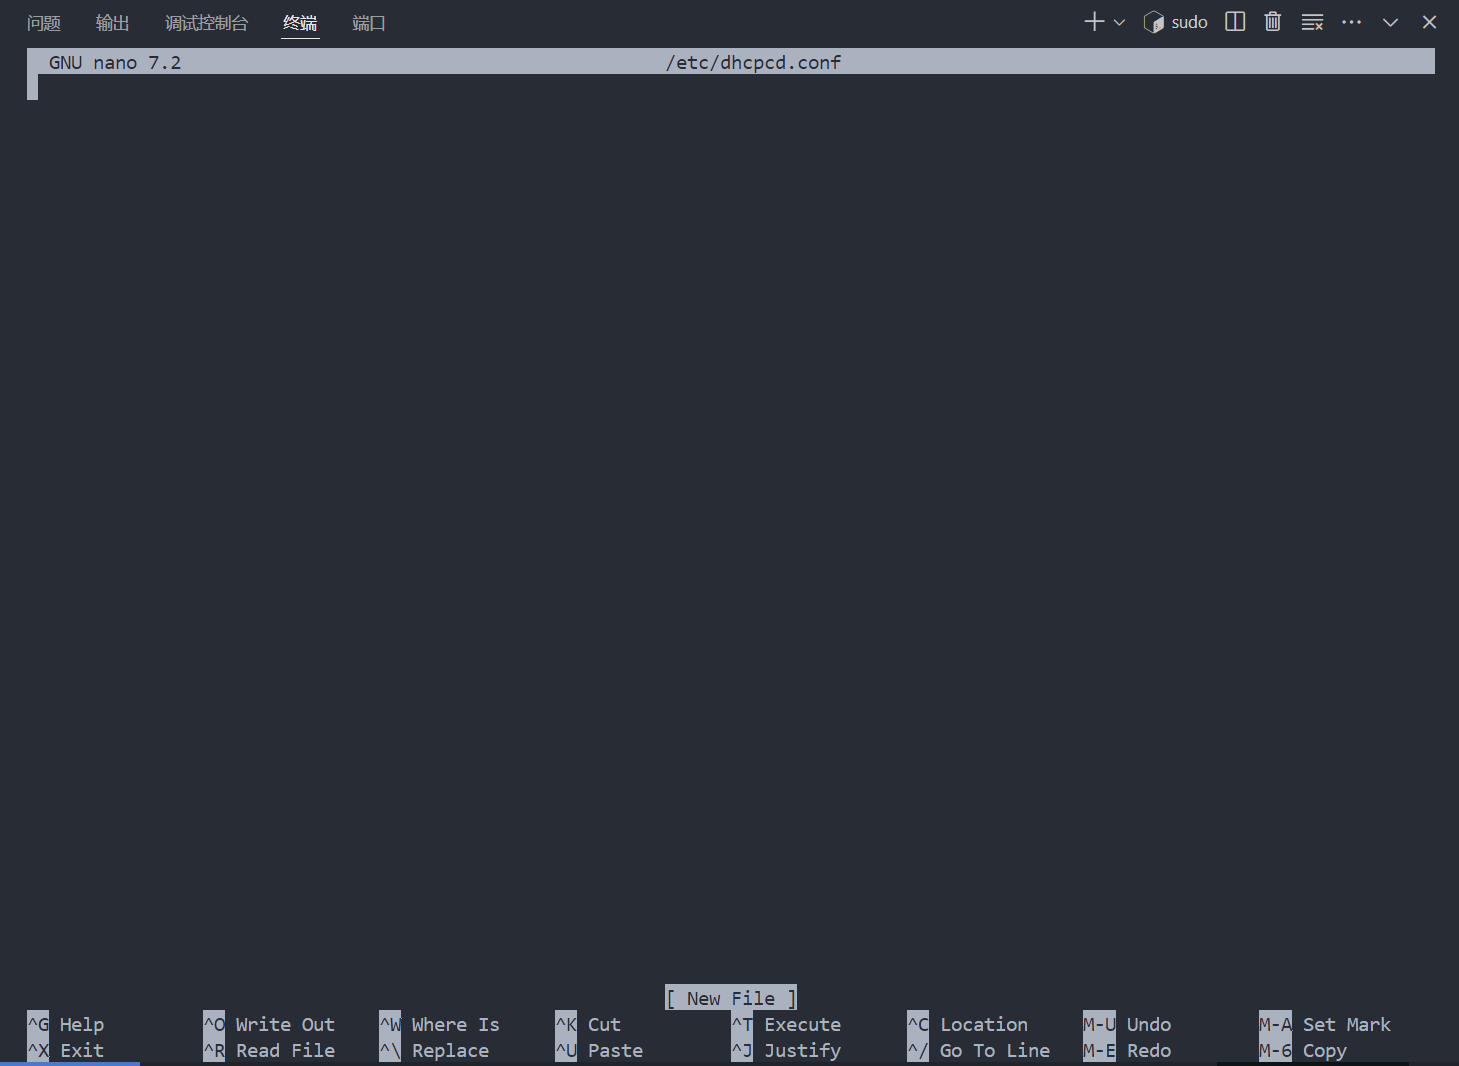 问题 输出 调试控制台 终端 端口 sudo
GNU nano 7.2 /etc/dhcpcd.conf
[ New File ]
^G Help ^O Write Out ^W Where Is ^K Cut ^T Execute ^C Location M-U Undo M-A Set Mark
^X Exit ^R Read File ^\ Replace ^U Paste ^J Justify ^/ Go To Line M-E Redo M-6 Copy